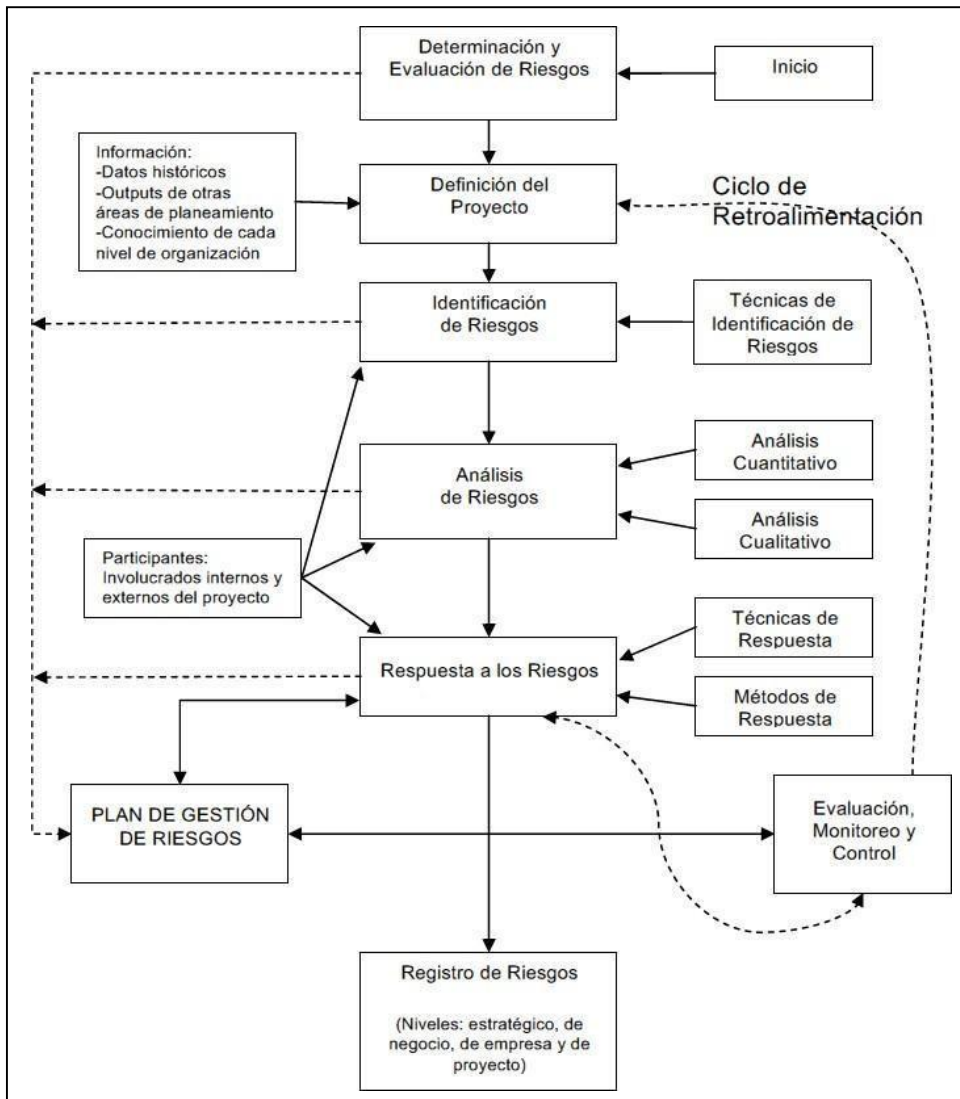 Determinación y
Evaluación de Riesgos
Inicio
Información:
-Datos históricos
-Outputs de otras
áreas de planeamiento
-Conocimiento de cada
nivel de organización
Definición del
Proyecto
Ciclo de
Retroalimentación
Identificación
de Riesgos
Técnicas de
Identificación de
Riesgos
Análisis
de Riesgos
Análisis
Cuantitativo
Análisis
Cualitativo
Participantes:
Involucrados internos y
externos del proyecto
Respuesta a los Riesgos
Técnicas de
Respuesta
Métodos de
Respuesta
PLAN DE GESTIÓN
DE RIESGOS
Evaluación,
Monitoreo y
Control
Registro de Riesgos
(Niveles: estratégico, de
negocio, de empresa y de
proyecto)